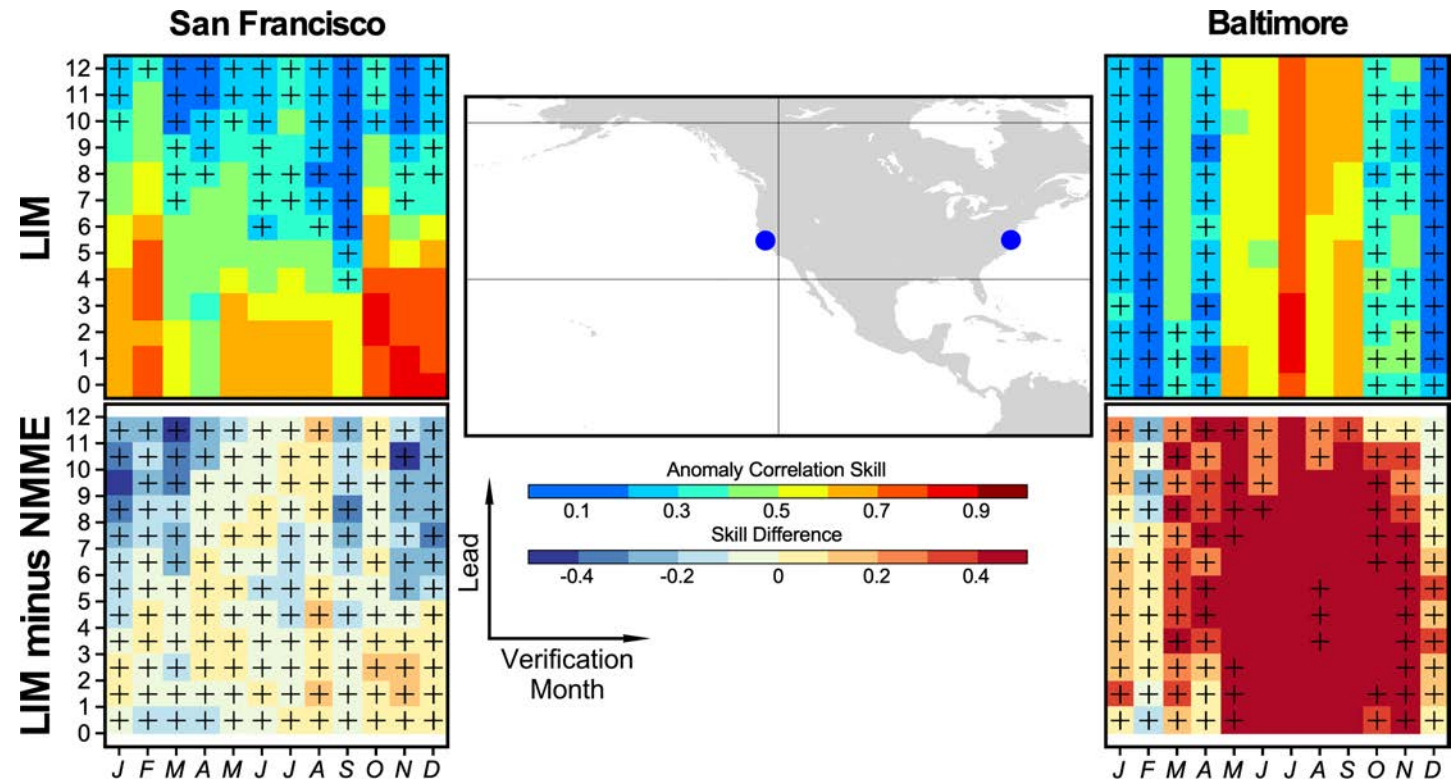 San Francisco
Baltimore
LIM
12
11
10
9
8
7
6
5
4
3
2
1
0
LIM minus NMME
12
11
10
9
8
7
6
5
4
3
2
1
0
J F M A M J J A S O N D
Anomaly Correlation Skill
0.1 0.3 0.5 0.7 0.9
Skill Difference
-0.4 -0.2 0 0.2 0.4
Lead
Verification
Month
J F M A M J J A S O N D